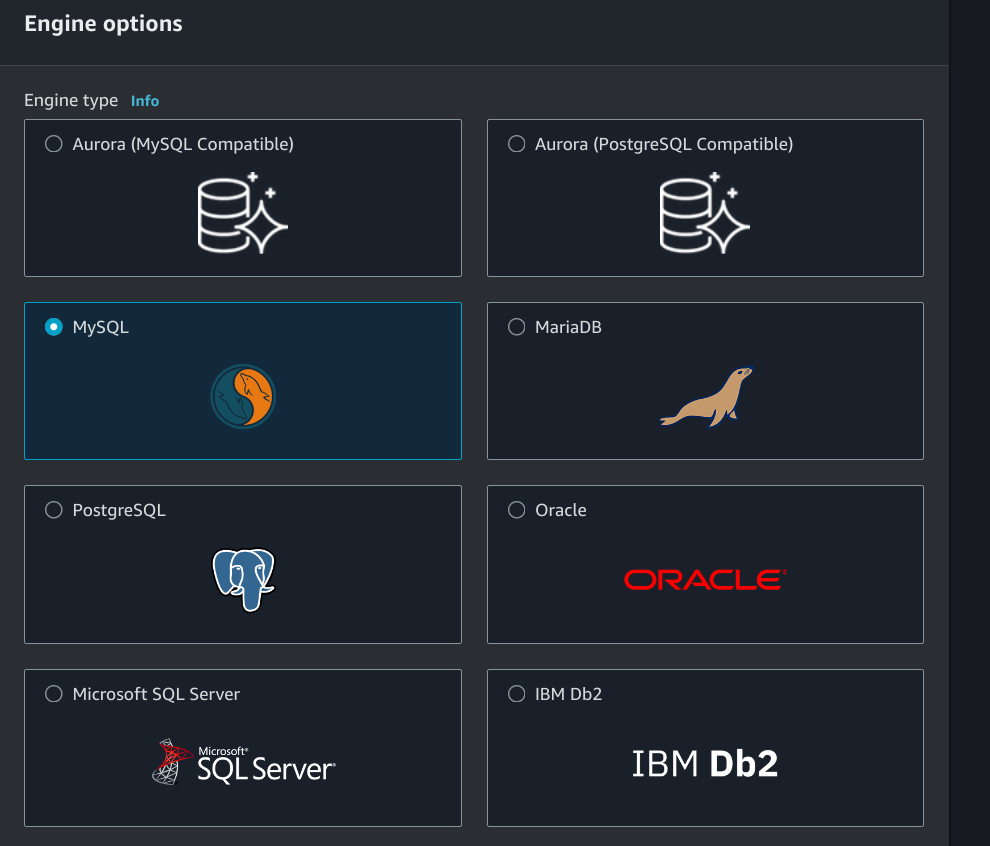 Engine options
Engine type Info
Aurora (MySQL Compatible)
Aurora (PostgreSQL Compatible)
MySQL
MariaDB
PostgreSQL
Oracle
ORACLE®
Microsoft SQL Server
IBM Db2
Microsoft®
SQL Server®
IBM Db2